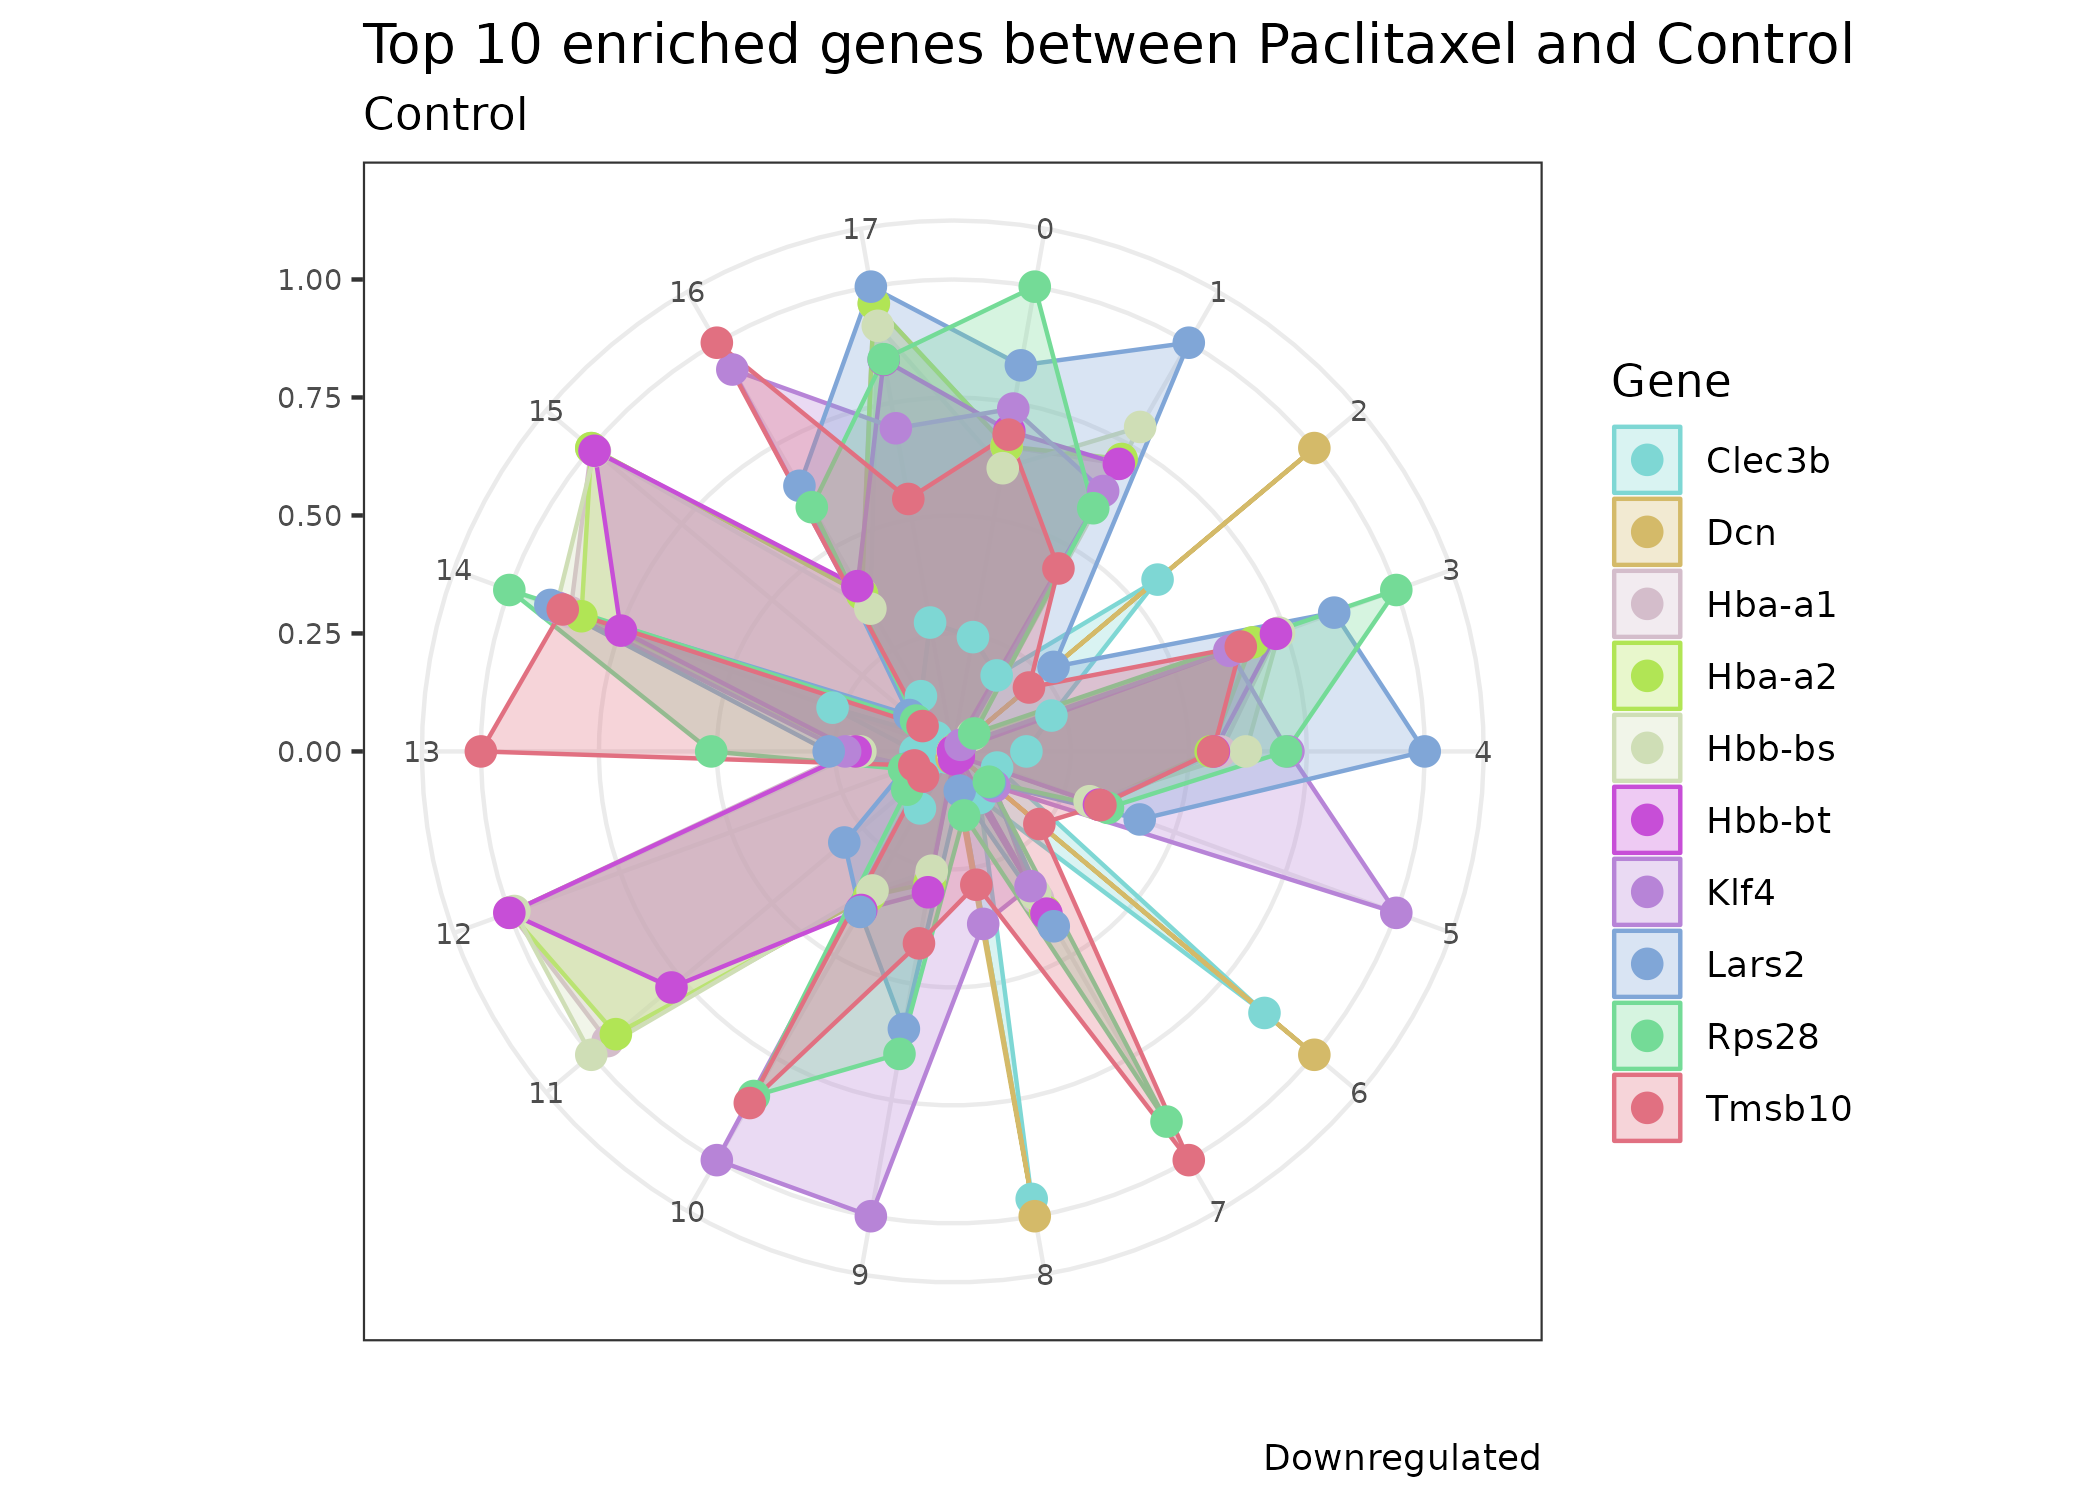 Top 10 enriched genes between Paclitaxel and Control
Control
17
0
16
1
1.00
15
2
0.75
Gene
Clec3b
0.50
Dcn
14
3
Hba-a1
0.25
Hba-a2
0.00
13
4
Hbb-bs
Hbb-bt
Klf4
12
5
Lars2
Rps28
11
6
Tmsb10
10
7
9
8
Downregulated